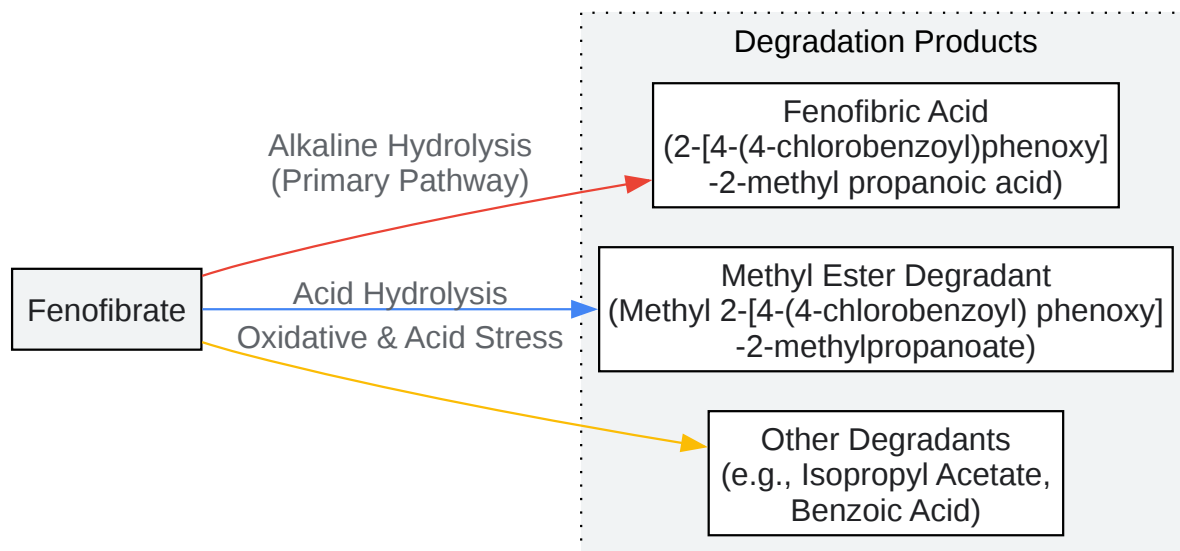 Degradation Products
Fenofibric Acid
(2-[4-(4-chlorobenzoyl)phenoxy]
-2-methyl propanoic acid)
Alkaline Hydrolysis
(Primary Pathway)
Fenofibrate
Acid Hydrolysis
Oxidative & Acid Stress
Methyl Ester Degradant
(Methyl 2-[4-(4-chlorobenzoyl) phenoxy]
-2-methylpropanoate)
Other Degradants
(e.g., Isopropyl Acetate,
Benzoic Acid)